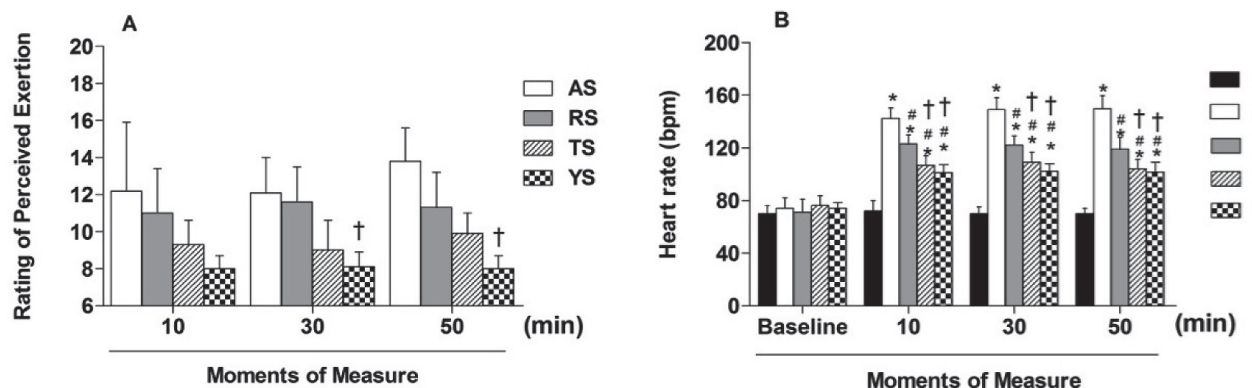 A
Rating of Perceived Exertion
20
18
16
14
12
10
8
6
†
†
10 30 50 (min)
Moments of Measure
AS
RS
TS
YS
B
Heart rate (bpm)
200
160
120
80
40
0
* # * † # * † # *
* # * † # * † # *
* # * † # * † # *
Baseline 10 30 50 (min)
Moments of Measure